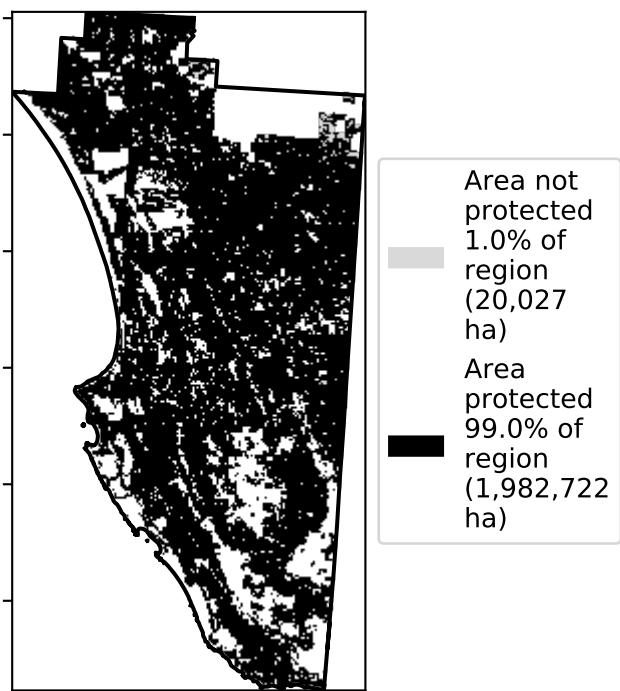 Area not
protected
1.0% of
region
(20,027
ha)
Area
protected
99.0% of
region
(1,982,722
ha)